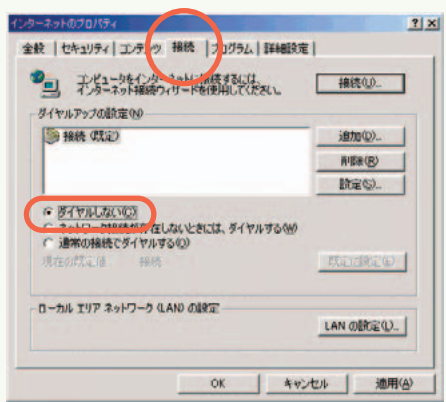 インターネットのプロパティ
全般 セキュリティ コンテンツ 接続 プログラム 詳細設定
コンピュータをインターネットに接続するには、
インターネット接続ウィザードを使用してください。
接続(U)...
ダイヤルアップの設定(N)
接続 (既定)
追加(D)...
削除(R)
設定(S)...
ダイヤルしない(C)
ネットワーク接続が存在しないときには、ダイヤルする(W)
通常の接続でダイヤルする(O)
現在の既定値 接続
既定に設定(E)
ローカル エリア ネットワーク (LAN) の設定
LAN の設定(L)...
OK キャンセル 適用(A)